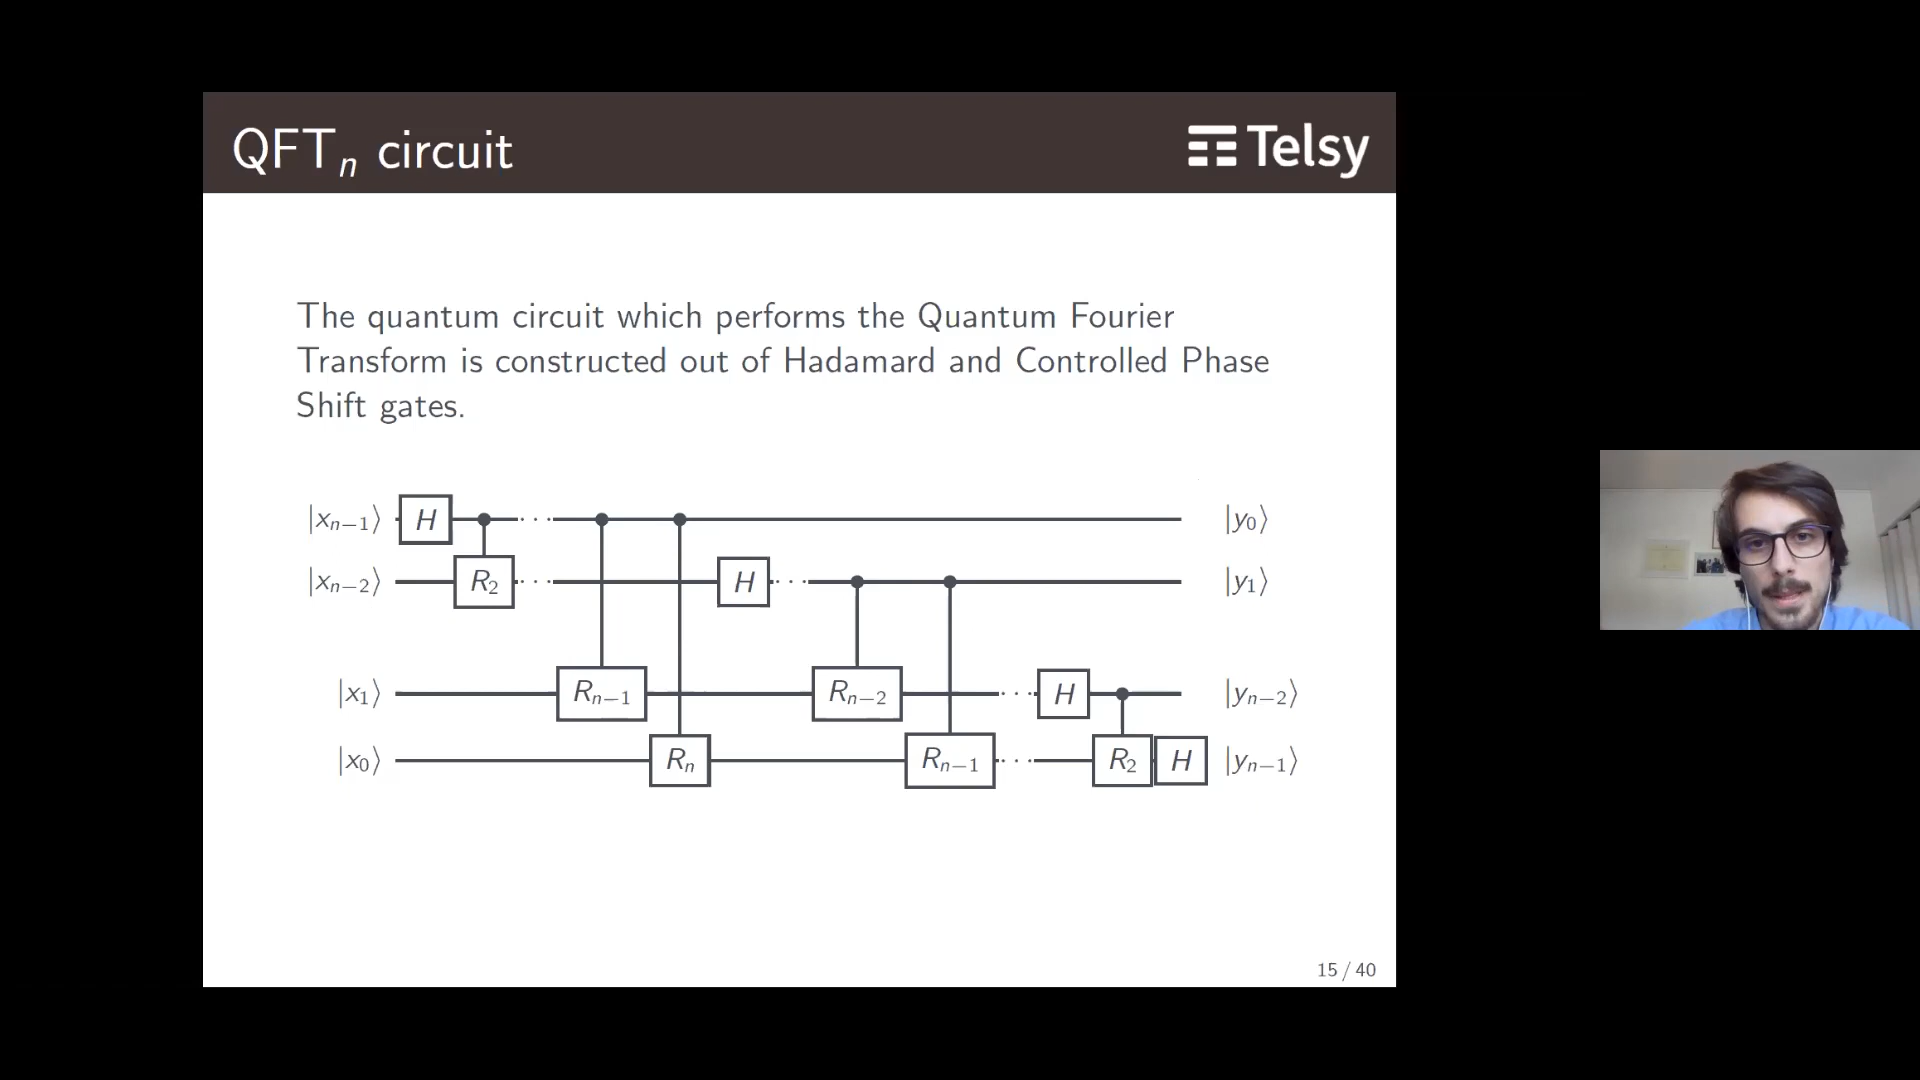 QFTₙ circuit
Telsy
The quantum circuit which performs the Quantum Fourier
Transform is constructed out of Hadamard and Controlled Phase
Shift gates.
|xₙ₋₁⟩ H · · · |y₀⟩
|xₙ₋₂⟩ R₂ · · · H · · · |y₁⟩
|x₁⟩ Rₙ₋₁ Rₙ₋₂ · · · H |yₙ₋₂⟩
|x₀⟩ Rₙ Rₙ₋₁ · · · R₂ H |yₙ₋₁⟩
15 / 40